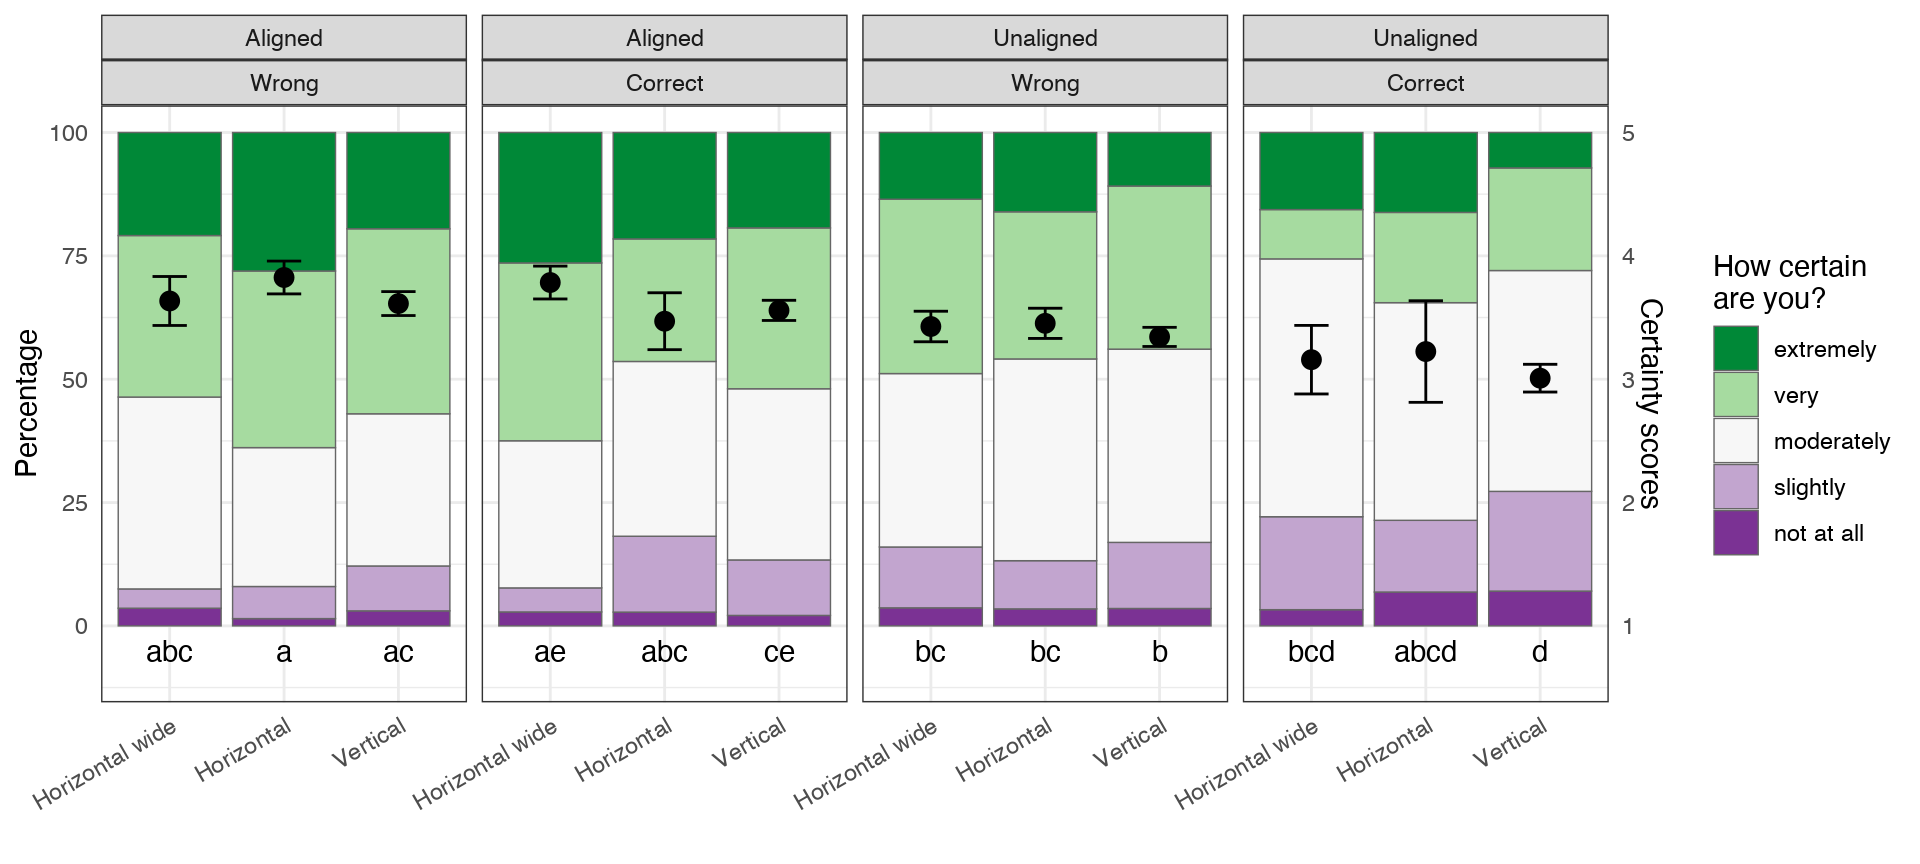 Aligned Aligned Unaligned Unaligned
Wrong Correct Wrong Correct
100
75
50
25
0
Percentage
abc a ac ae abc ce bc bc b bcd abcd d
Horizontal wide Horizontal Vertical Horizontal wide Horizontal Vertical Horizontal wide Horizontal Vertical Horizontal wide Horizontal Vertical
5
4
3
2
1
Certainty scores
How certain
are you?
extremely
very
moderately
slightly
not at all